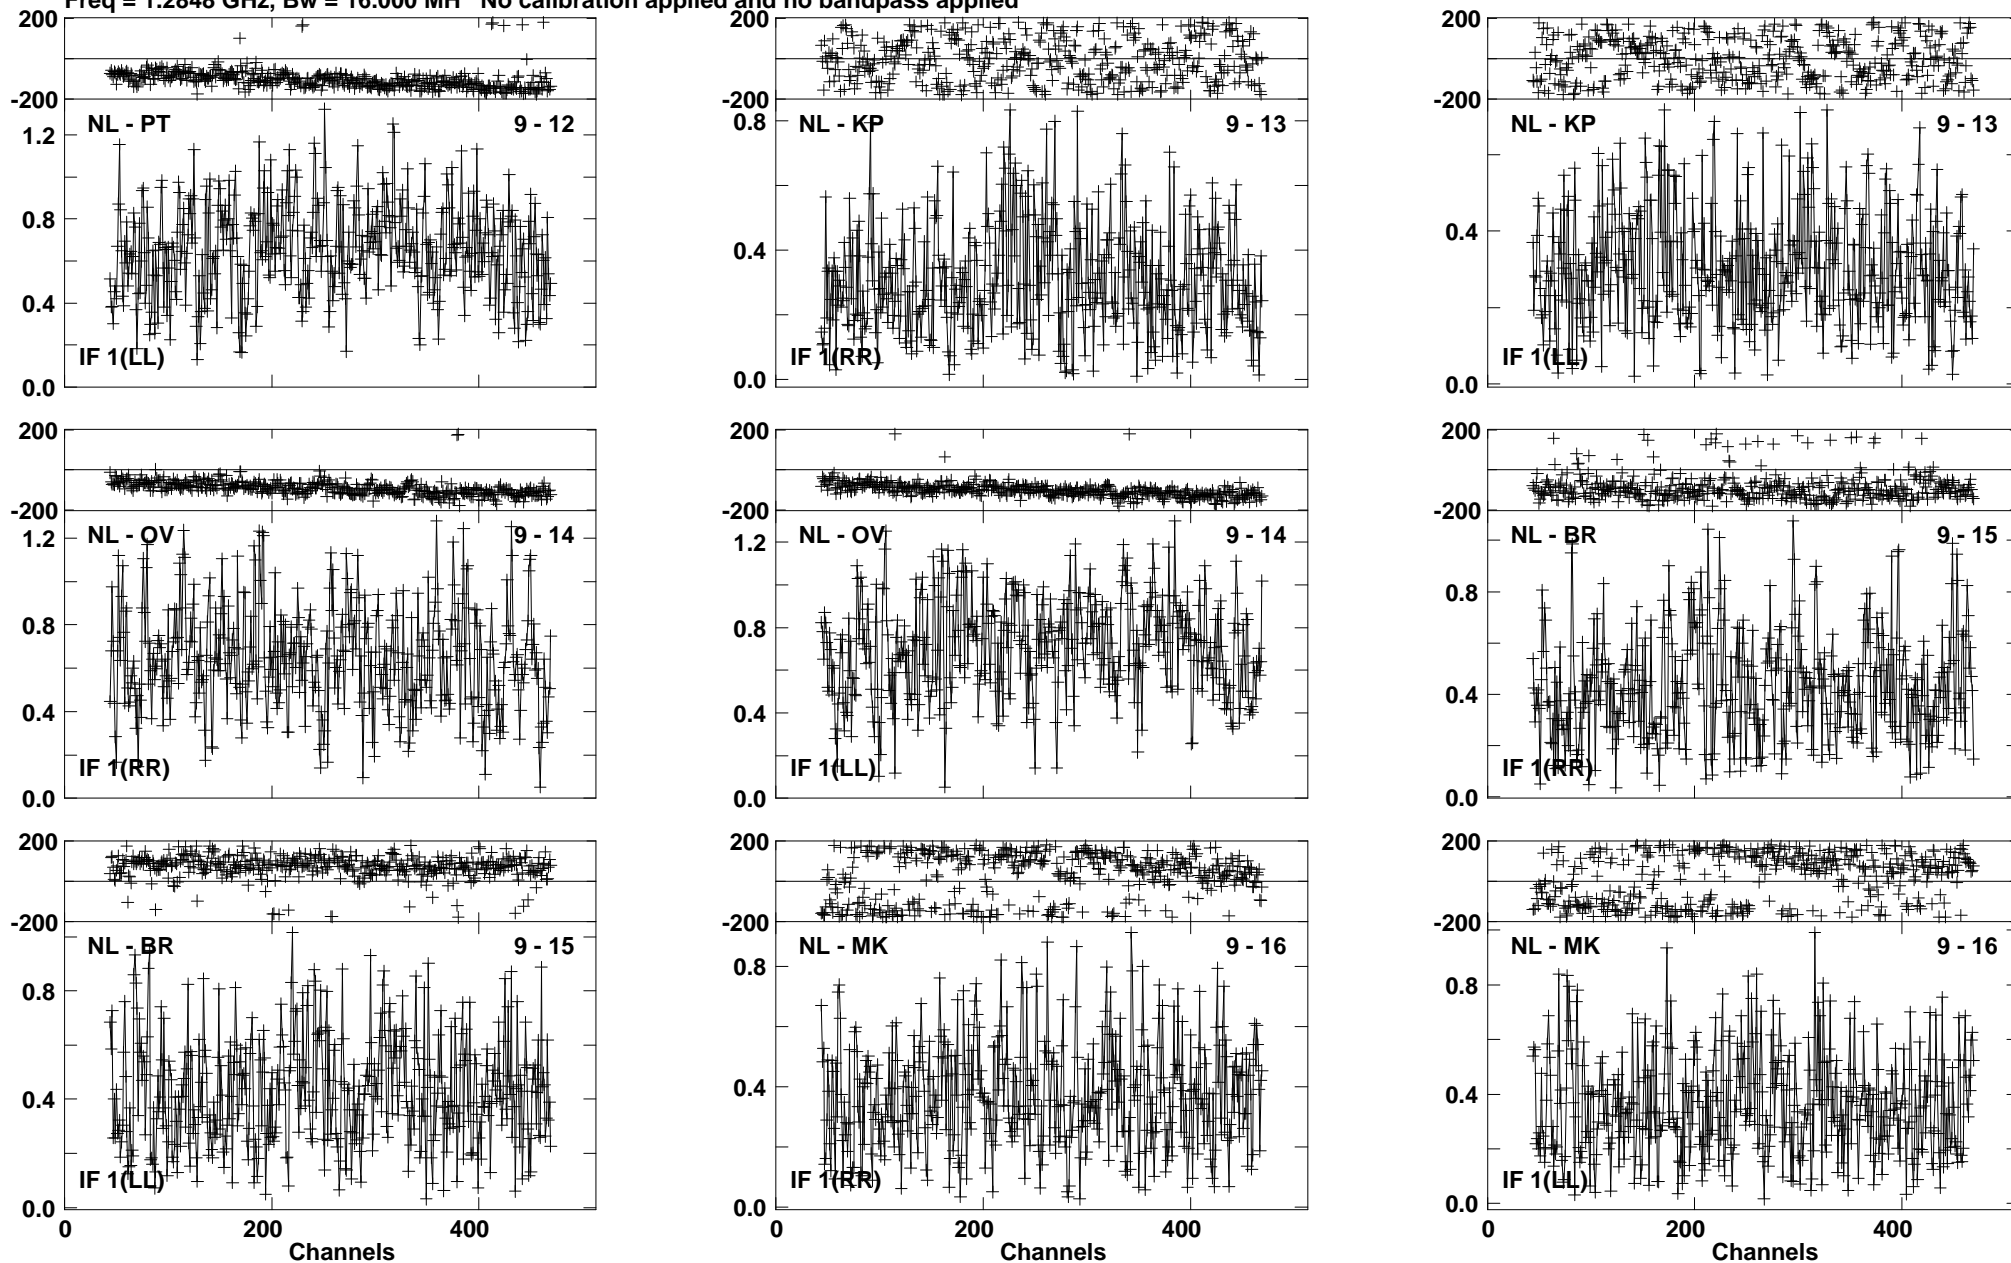 Freq = 1.2848 GHz, Bw = 16.000 MH No calibration applied and no bandpass applied
200
-200
NL - PT 9 - 12
1.2
0.8
0.4
IF 1(LL)
0.0
200
-200
NL - KP 9 - 13
0.8
0.4
IF 1(RR)
0.0
200
-200
NL - KP 9 - 13
0.4
IF 1(LL)
0.0
200
-200
NL - OV 9 - 14
1.2
0.8
0.4
IF 1(RR)
0.0
200
-200
NL - OV 9 - 14
1.2
0.8
0.4
IF 1(LL)
0.0
200
-200
NL - BR 9 - 15
0.8
0.4
IF 1(RR)
0.0
200
-200
NL - BR 9 - 15
0.8
0.4
IF 1(LL)
0.0
0 200 400
Channels
200
-200
NL - MK 9 - 16
0.8
0.4
IF 1(RR)
0.0
200
-200
NL - MK 9 - 16
0.8
0.4
IF 1(LL)
0.0
0 200 400
Channels